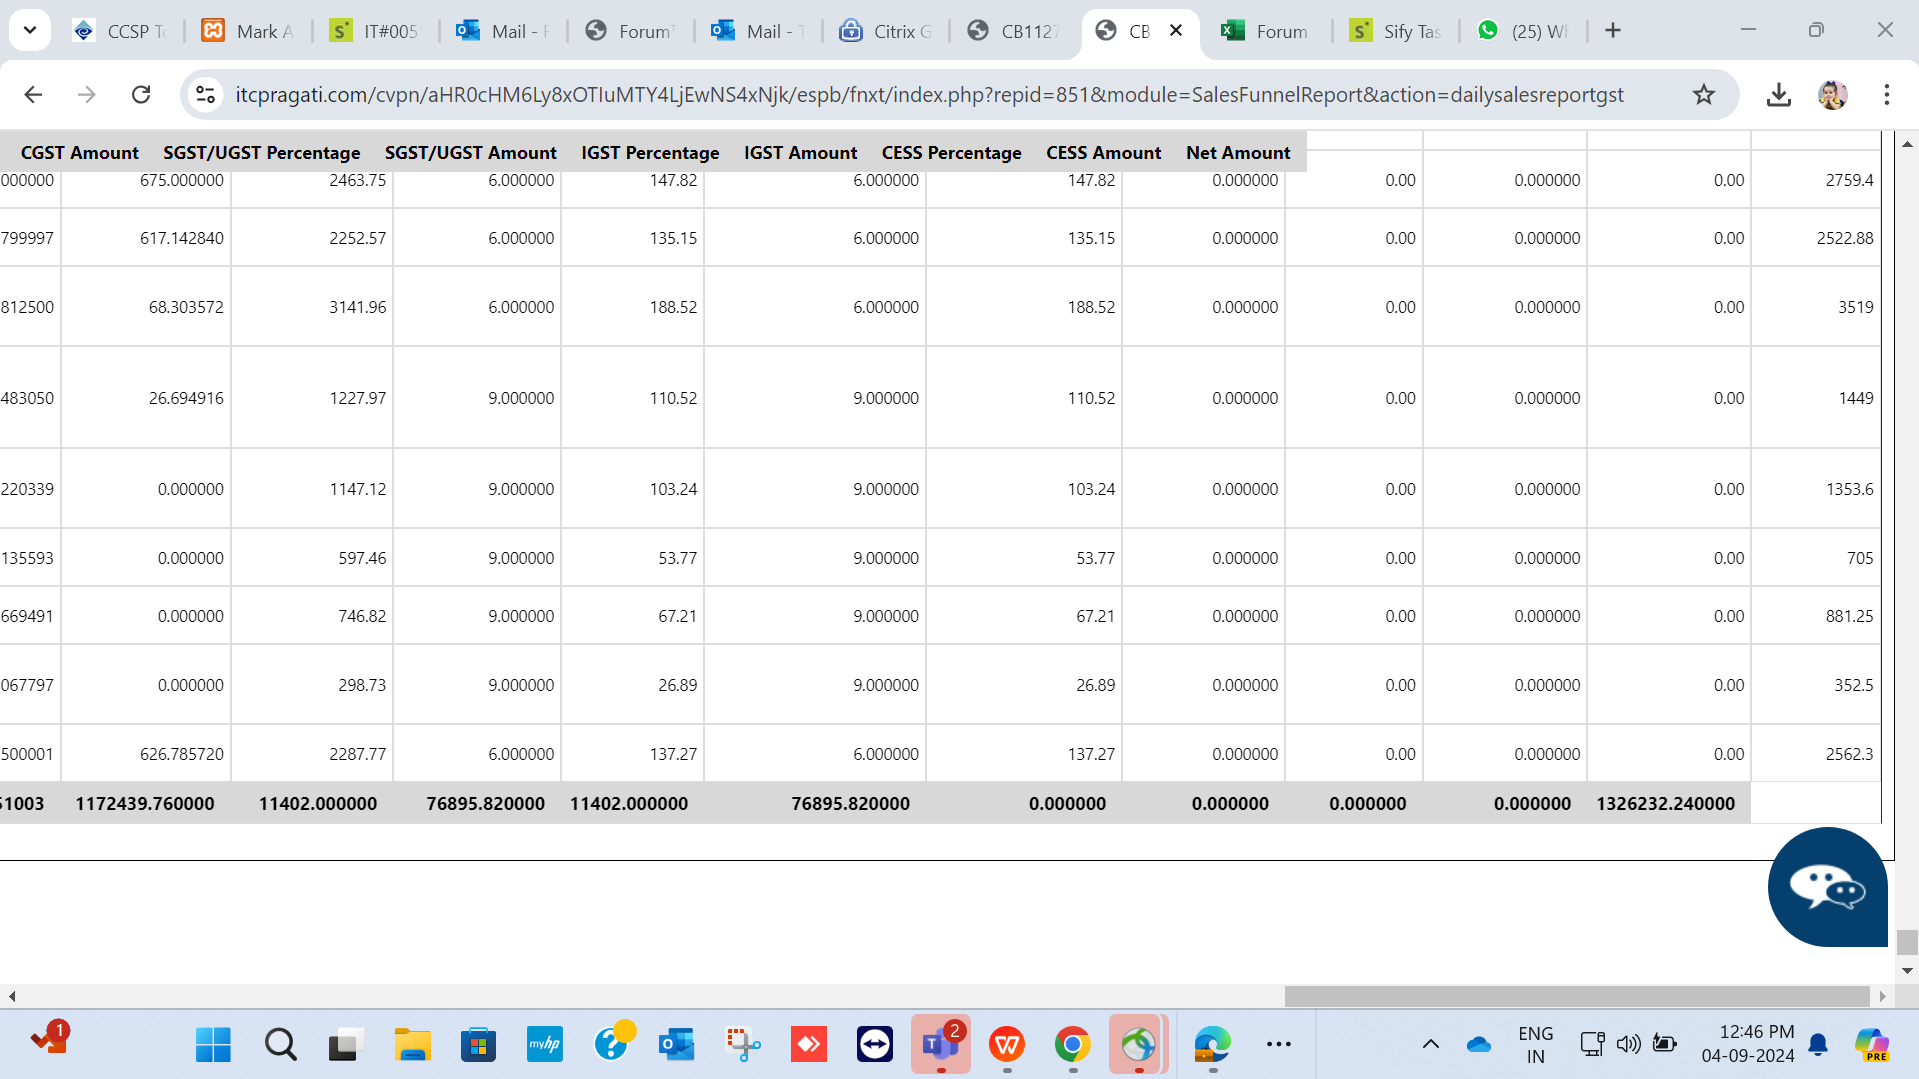 CCSP To
Mark A
IT#005
Mail -
Forum
Mail -
Citrix G
CB1127
CB
Forum
Sify Tas
(25) Wh
itcpragati.com/cvpn/aHR0cHM6Ly8xOTIuMTY4LjEwNS4xNjk/espb/fnxt/index.php?repid=851&module=SalesFunnelReport&action=dailysalesreportgst
CGST Amount SGST/UGST Percentage SGST/UGST Amount IGST Percentage IGST Amount CESS Percentage CESS Amount Net Amount
000000 675.000000 2463.75 6.000000 147.82 6.000000 147.82 0.000000 0.00 0.000000 0.00 2759.4
799997 617.142840 2252.57 6.000000 135.15 6.000000 135.15 0.000000 0.00 0.000000 0.00 2522.88
812500 68.303572 3141.96 6.000000 188.52 6.000000 188.52 0.000000 0.00 0.000000 0.00 3519
483050 26.694916 1227.97 9.000000 110.52 9.000000 110.52 0.000000 0.00 0.000000 0.00 1449
220339 0.000000 1147.12 9.000000 103.24 9.000000 103.24 0.000000 0.00 0.000000 0.00 1353.6
135593 0.000000 597.46 9.000000 53.77 9.000000 53.77 0.000000 0.00 0.000000 0.00 705
669491 0.000000 746.82 9.000000 67.21 9.000000 67.21 0.000000 0.00 0.000000 0.00 881.25
067797 0.000000 298.73 9.000000 26.89 9.000000 26.89 0.000000 0.00 0.000000 0.00 352.5
500001 626.785720 2287.77 6.000000 137.27 6.000000 137.27 0.000000 0.00 0.000000 0.00 2562.3
51003 1172439.760000 11402.000000 76895.820000 11402.000000 76895.820000 0.000000 0.000000 0.000000 0.000000 1326232.240000
1
myhp
2
ENG
IN
12:46 PM
04-09-2024
PRE